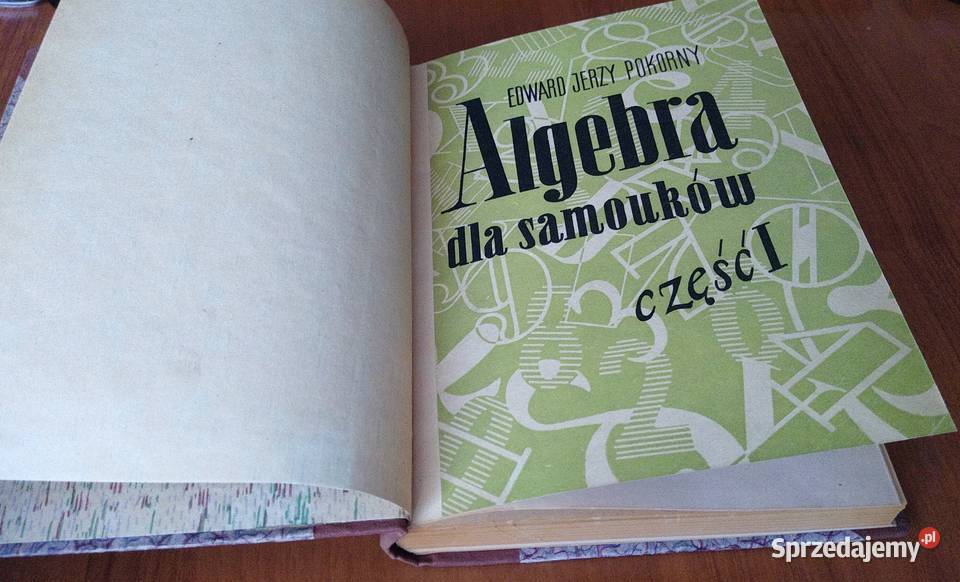 EDWARD JERZY POKORNY
Algebra
dla samouków
część I
Sprzedajemy.pl